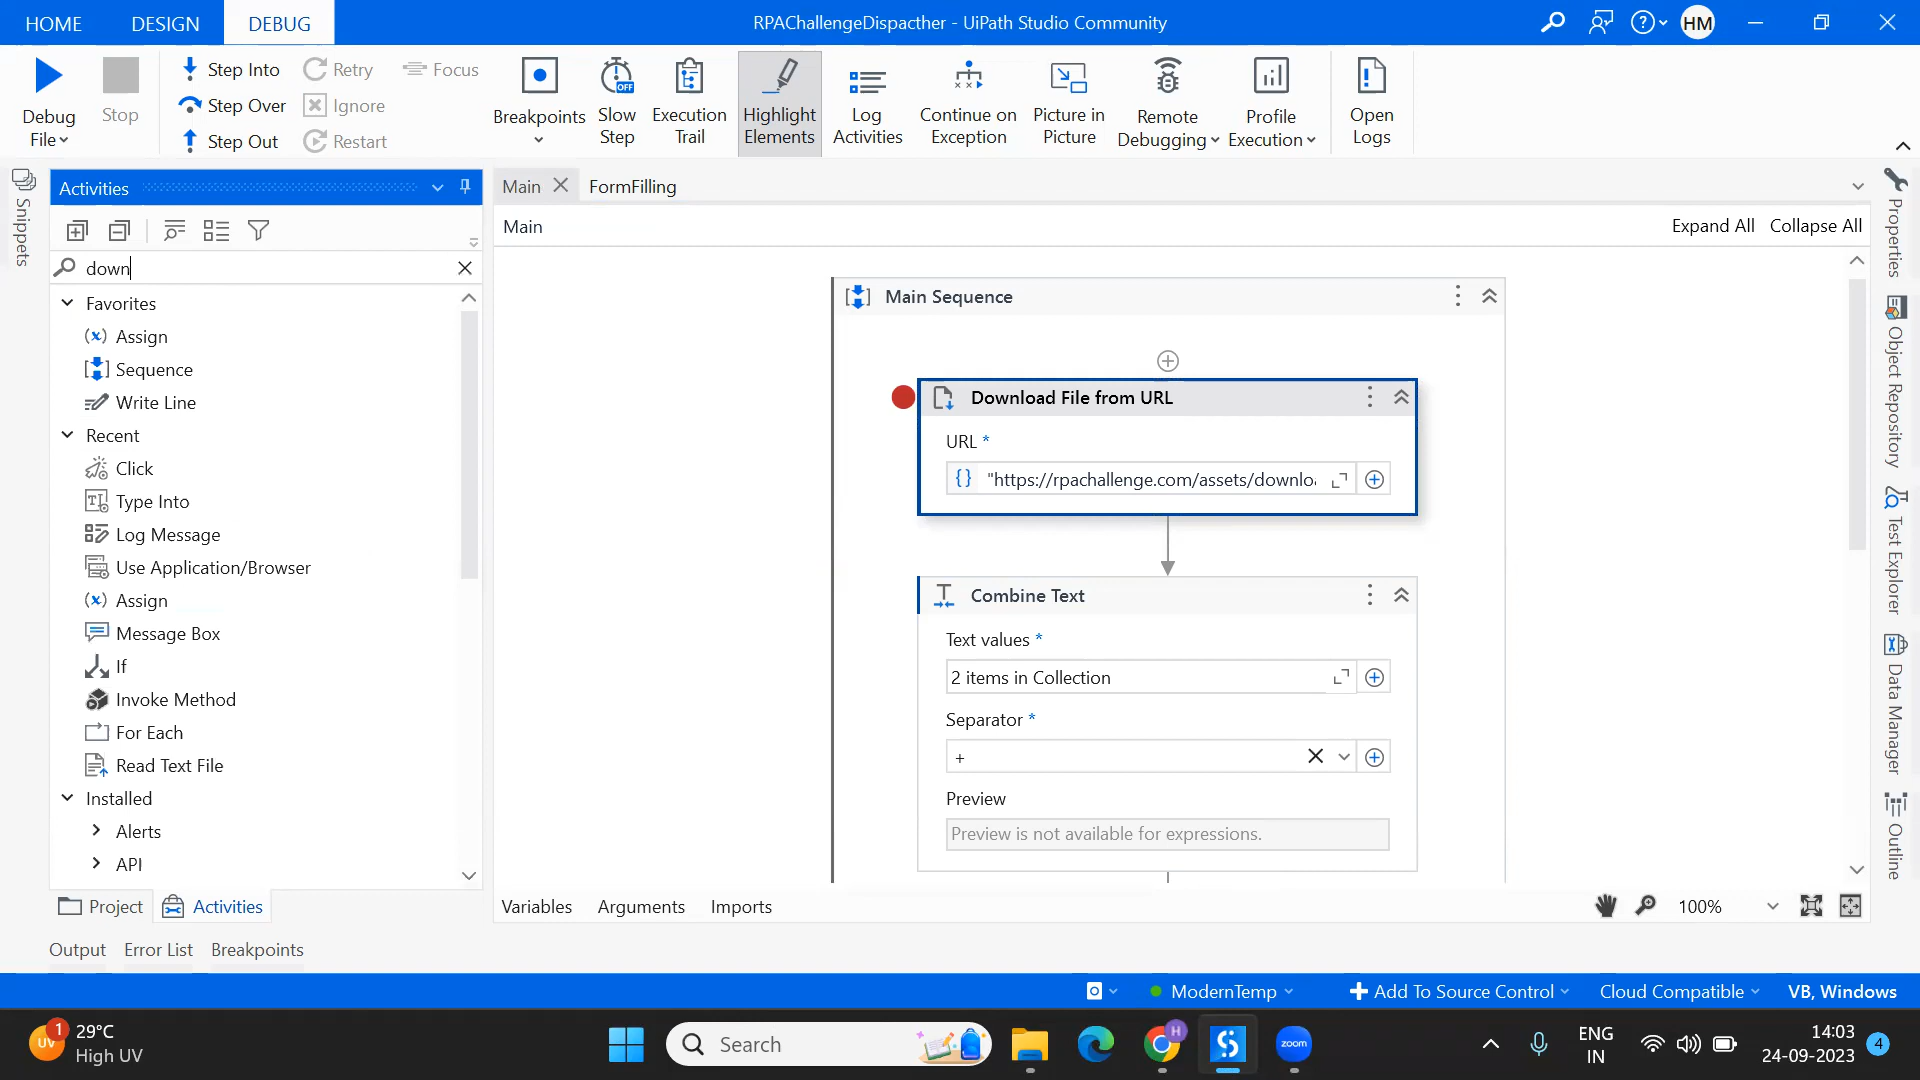 HOME
DESIGN
DEBUG
RPAChallengeDispacther - UiPath Studio Community
HM
Debug File
Stop
Step Into
Step Over
Step Out
Retry
Ignore
Restart
Focus
Breakpoints
OFF
Slow Step
Execution Trail
Highlight Elements
Log Activities
Continue on Exception
Picture in Picture
Remote Debugging
Profile Execution
Open Logs
Snippets
Activities
down
Favorites
Assign
Sequence
Write Line
Recent
Click
Type Into
Log Message
Use Application/Browser
Assign
Message Box
If
Invoke Method
For Each
Read Text File
Installed
Alerts
API
Project
Activities
Main
FormFilling
Main
Expand All
Collapse All
Main Sequence
Download File from URL
URL *
"https://rpachallenge.com/assets/downlo
Combine Text
Text values *
2 items in Collection
Separator *
+
Preview
Preview is not available for expressions.
Variables
Arguments
Imports
100%
Properties
Object Repository
Test Explorer
Data Manager
Outline
Output
Error List
Breakpoints
ModernTemp
Add To Source Control
Cloud Compatible
VB, Windows
UV
1
29°C
High UV
Search
H
zoom
ENG
IN
14:03
24-09-2023
4